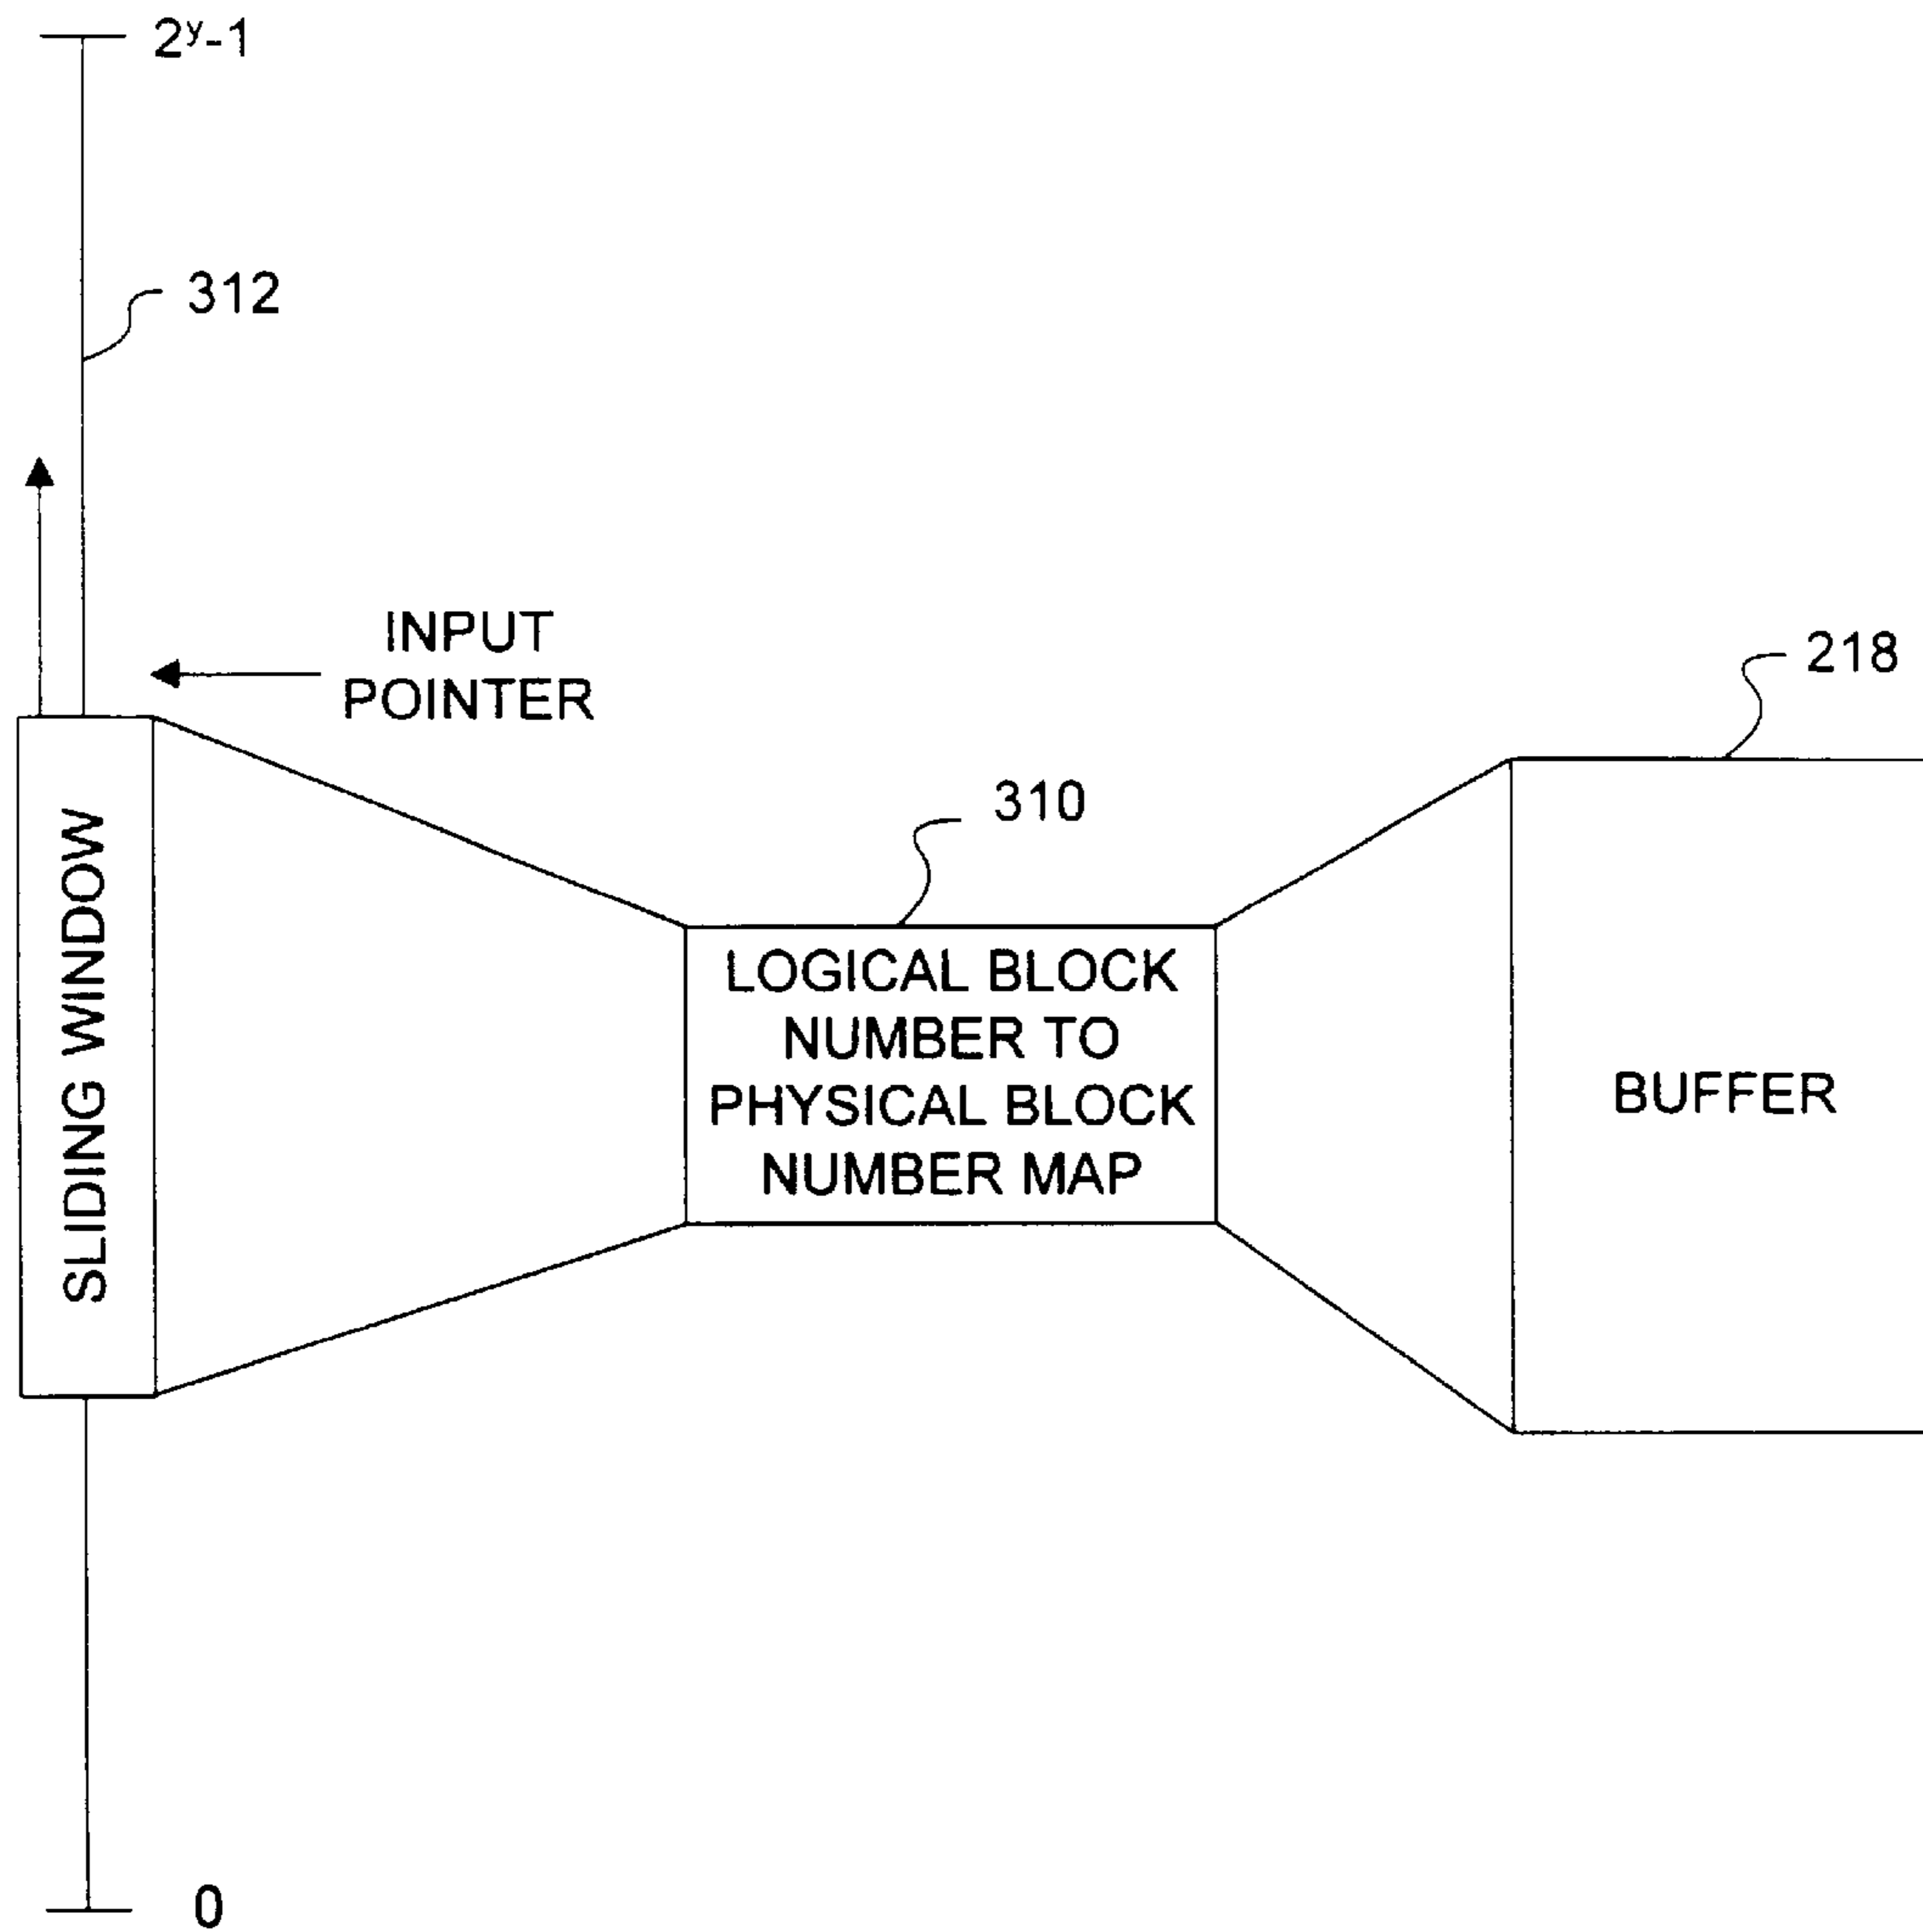 2ʸ-1
312
INPUT
POINTER
218
310
SLIDING WINDOW
LOGICAL BLOCK
NUMBER TO
PHYSICAL BLOCK
NUMBER MAP
BUFFER
0